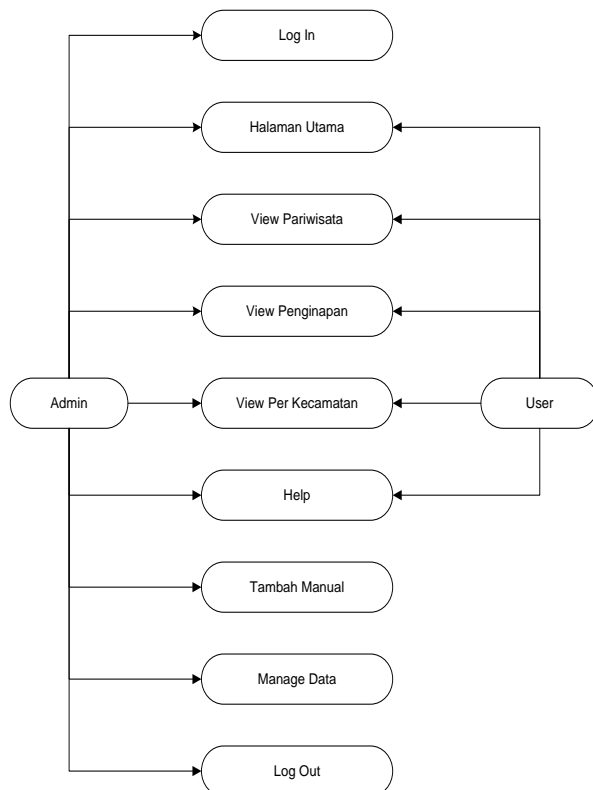 Log In
Halaman Utama
View Pariwisata
View Penginapan
Admin
View Per Kecamatan
User
Help
Tambah Manual
Manage Data
Log Out